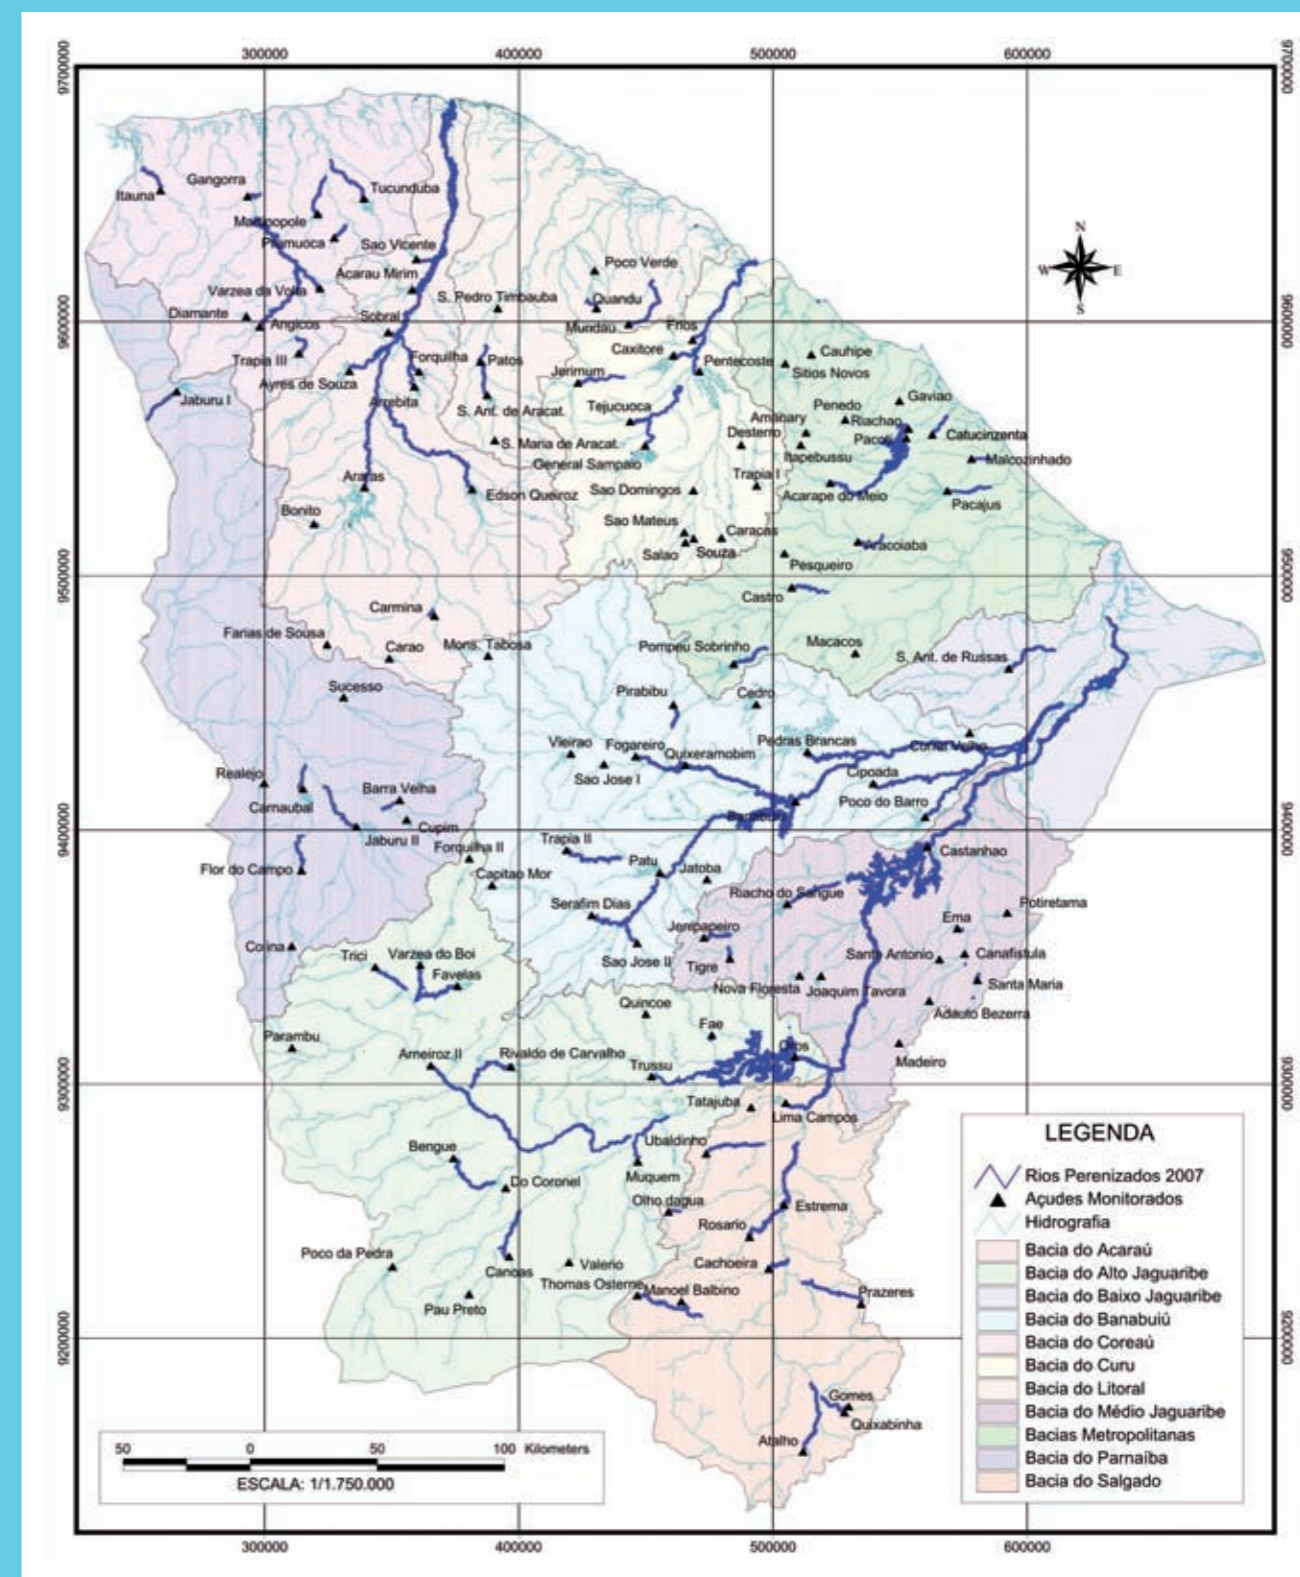 300000 400000 500000 600000
9700000 9700000
N
W E
S
Itauna
Gangorra
Tucunduba
Martinopole
Premuoca
Sao Vicente
Acarau Mirim
Varzea da Volta
Diamante
Angicos
Sobral
S. Pedro Timbauba
Poco Verde
Quandu
Mundau
Frios
Caxitore
Pentecoste
Jerimum
Tejucuoca
Trapia III
Ayres de Souza
Forquilha
Patos
Arrebita
S. Ant. de Aracat.
S. Maria de Aracat.
General Sampaio
Jaburu I
9600000 9600000
Cauhipe
Sitios Novos
Gaviao
Penedo
Amanary
Riachao
Pacoti
Catucinzenta
Desterro
Itapebussu
Malcozinhado
Trapia I
Acarape do Meio
Pacajus
Araras
Edson Queiroz
Sao Domingos
Bonito
Sao Mateus
Caracas
Salao
Souza
Aracoiaba
Pesqueiro
9500000 9500000
Castro
Carmina
Farias de Sousa
Carao
Mons. Tabosa
Pompeu Sobrinho
Macacos
S. Ant. de Russas
Sucesso
Pirabibu
Cedro
Vieirao
Fogareiro
Quixeramobim
Pedras Brancas
Curral Velho
Sao Jose I
Cipoada
Realejo
Carnaubal
Barra Velha
Banabuiu
Poco do Barro
Cupim
Jaburu II
9400000 9400000
Forquilha II
Trapia II
Patu
Jatoba
Castanhao
Flor do Campo
Capitao Mor
Riacho do Sangue
Serafim Dias
Ema
Potiretama
Jenipapeiro
Colina
Trici
Varzea do Boi
Favelas
Sao Jose II
Tigre
Santo Antonio
Canafistula
Nova Floresta
Joaquim Tavora
Santa Maria
Adauto Bezerra
Quincoe
Fae
Parambu
Arneiroz II
Rivaldo de Carvalho
Oros
Madeiro
Trussu
9300000 9300000
Tatajuba
Lima Campos
Bengue
Ubaldinho
Muquem
Do Coronel
Olho dagua
Estrema
Rosario
Poco da Pedra
Canoas
Valerio
Cachoeira
Thomas Osterne
Manoel Balbino
Prazeres
Pau Preto
9200000 9200000
Gomes
Quixabinha
Atalho
LEGENDA
Rios Perenizados 2007
Açudes Monitorados
Hidrografia
Bacia do Acaraú
Bacia do Alto Jaguaribe
Bacia do Baixo Jaguaribe
Bacia do Banabuiú
Bacia do Coreaú
Bacia do Curu
Bacia do Litoral
Bacia do Médio Jaguaribe
Bacias Metropolitanas
Bacia do Parnaíba
Bacia do Salgado
50 0 50 100 Kilometers
ESCALA: 1/1.750.000
300000 400000 500000 600000